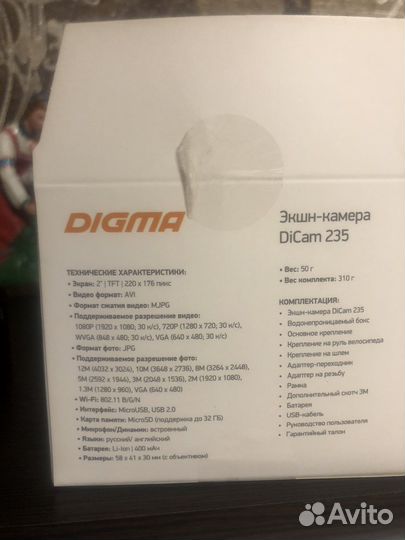 DIGMA
Экшн-камера
DiCam 235
ТЕХНИЧЕСКИЕ ХАРАКТЕРИСТИКИ:
• Экран: 2" | TFT | 220 x 176 пикс
• Видео формат: AVI
• Формат сжатия видео: MJPG
• Поддерживаемое разрешение видео:
1080P (1920 x 1080; 30 к/с), 720P (1280 x 720; 30 к/с),
WVGA (848 x 480; 30 к/с), VGA (640 x 480; 30 к/с)
• Формат фото: JPG
• Поддерживаемое разрешение фото:
12M (4032 x 3024), 10M (3648 x 2736), 8M (3264 x 2448),
5M (2592 x 1944), 3M (2048 x 1536), 2M (1920 x 1080),
1.3M (1280 x 960), VGA (640 x 480)
• Wi-Fi: 802.11 B/G/N
• Интерфейс: MicroUSB, USB 2.0
• Карта памяти: MicroSD (поддержка до 32 ГБ)
• Микрофон/Динамик: встроенный
• Языки: русский/ английский
• Батарея: Li-Ion | 400 мАч
• Размеры: 58 x 41 x 30 мм (с объективом)
• Вес: 50 г
• Вес комплекта: 310 г
КОМПЛЕКТАЦИЯ:
• Экшн-камера DiCam 235
• Водонепроницаемый бокс
• Основное крепление
• Крепление на руль велосипеда
• Крепление на шлем
• Адаптер-переходник
• Адаптер на резьбу
• Рамка
• Дополнительный скотч 3М
• Батарея
• USB-кабель
• Руководство пользователя
• Гарантийный талон
Avito